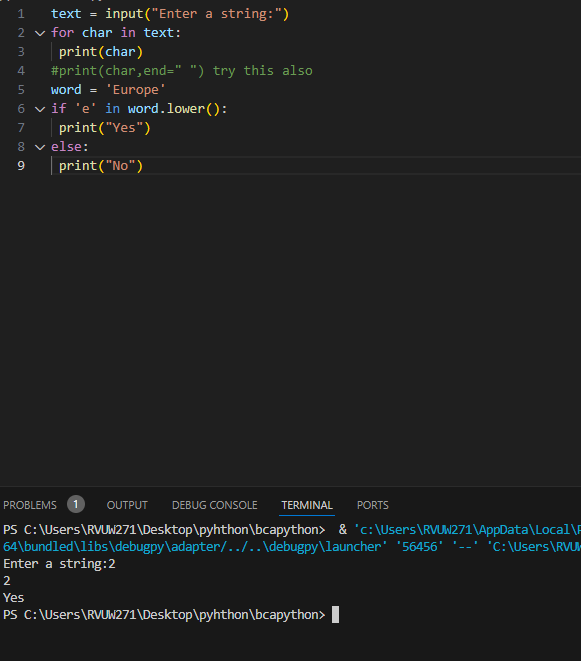 1 text = input("Enter a string:")
2 for char in text:
3 print(char)
4 #print(char,end=" ") try this also
5 word = 'Europe'
6 if 'e' in word.lower():
7 print("Yes")
8 else:
9 print("No")
PROBLEMS 1 OUTPUT DEBUG CONSOLE TERMINAL PORTS
PS C:\Users\RVUW271\Desktop\pyhthon\bcapython> & 'c:\Users\RVUW271\AppData\Local\P
64\bundled\libs\debugpy\adapter/../..\debugpy\launcher' '56456' '--' 'C:\Users\RVUW
Enter a string:2
2
Yes
PS C:\Users\RVUW271\Desktop\pyhthon\bcapython>